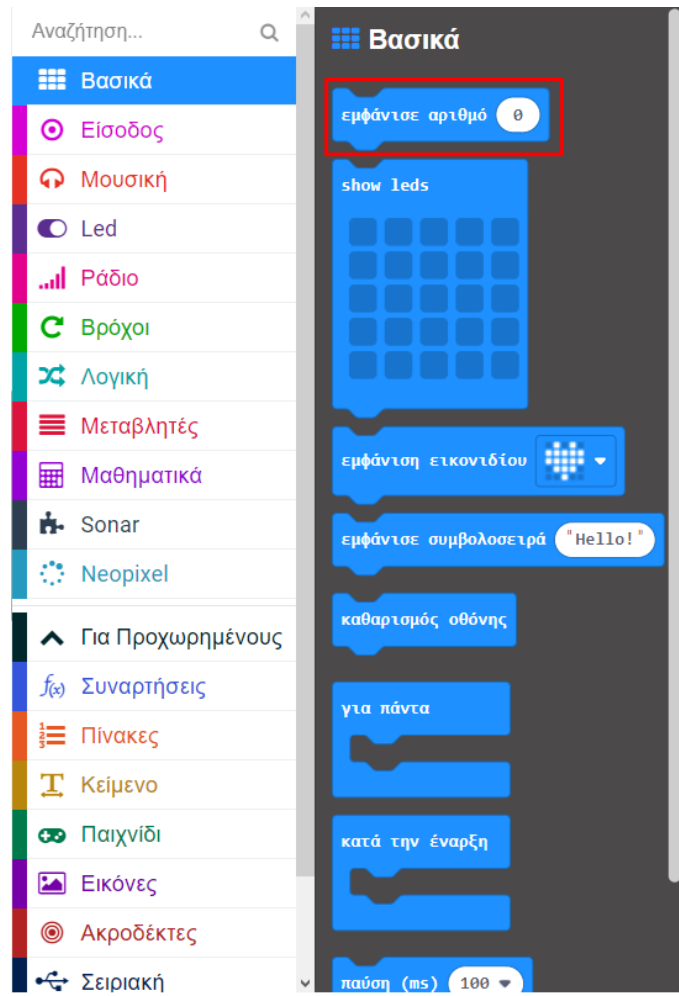 Αναζήτηση...
Βασικά
Είσοδος
Μουσική
Led
Ράδιο
Βρόχοι
Λογική
Μεταβλητές
Μαθηματικά
Sonar
Neopixel
Για Προχωρημένους
f(x) Συναρτήσεις
Πίνακες
Κείμενο
Παιχνίδι
Εικόνες
Ακροδέκτες
Σειριακή
Βασικά
εμφάνισε αριθμό 0
show leds
εμφάνιση εικονιδίου
εμφάνισε συμβολοσειρά "Hello!"
καθαρισμός οθόνης
για πάντα
κατά την έναρξη
παύση (ms) 100